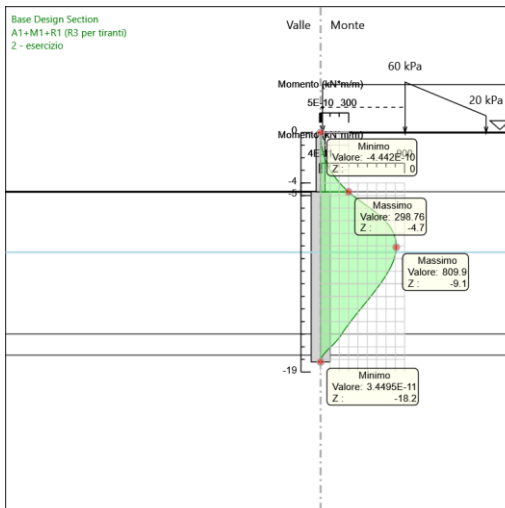 Base Design Section
A1+M1+R1 (R3 per tiranti)
2 - esercizio
Valle
Monte
60 kPa
20 kPa
Momento (kN*m/m)
5E-10 300
0
Momento (kN*m/m)
Minimo
Valore: -4.442E-10
Z : 0
-4
-5
Massimo
Valore: 298.76
Z : -4.7
Massimo
Valore: 809.9
Z : -9.1
-19
Minimo
Valore: 3.4495E-11
Z : -18.2